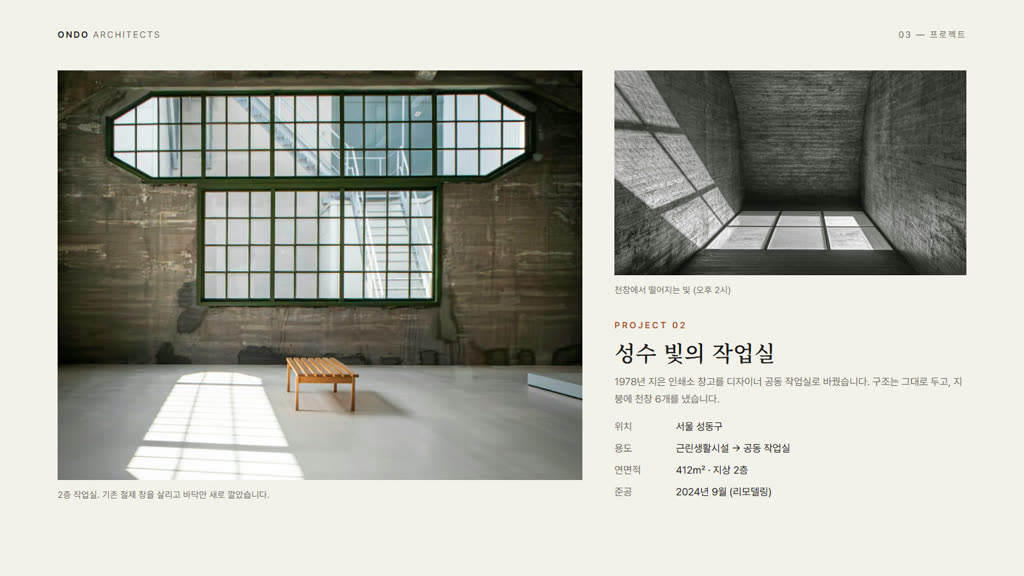 ONDO ARCHITECTS
03 — 프로젝트
천창에서 떨어지는 빛 (오후 2시)
PROJECT 02
성수 빛의 작업실
1978년 지은 인쇄소 창고를 디자이너 공동 작업실로 바꿨습니다. 구조는 그대로 두고, 지
붕에 천창 6개를 냈습니다.
위치 서울 성동구
용도 근린생활시설 → 공동 작업실
연면적 412m² · 지상 2층
준공 2024년 9월 (리모델링)
2층 작업실. 기존 철제 창을 살리고 바닥만 새로 깔았습니다.